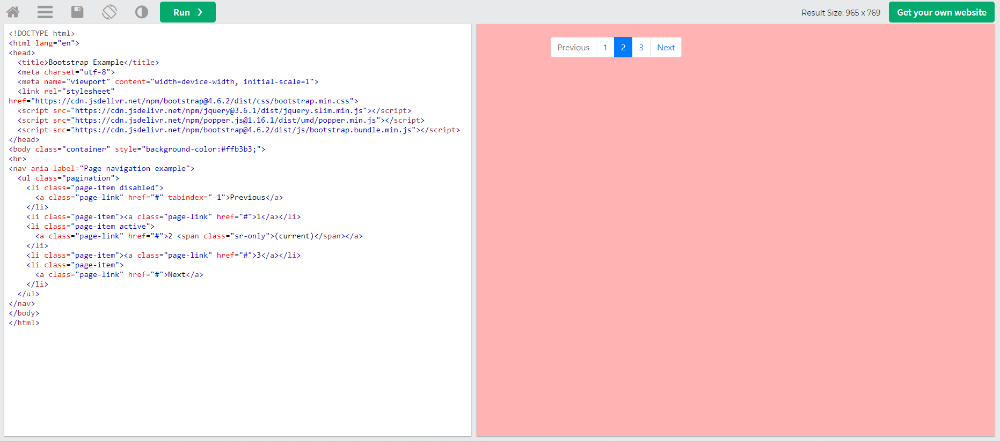 Run ❯
Result Size: 965 x 769
Get your own website
<!DOCTYPE html>
<html lang="en">
<head>
  <title>Bootstrap Example</title>
  <meta charset="utf-8">
  <meta name="viewport" content="width=device-width, initial-scale=1">
  <link rel="stylesheet"
href="https://cdn.jsdelivr.net/npm/bootstrap@4.6.2/dist/css/bootstrap.min.css">
  <script src="https://cdn.jsdelivr.net/npm/jquery@3.6.1/dist/jquery.slim.min.js"></script>
  <script src="https://cdn.jsdelivr.net/npm/popper.js@1.16.1/dist/umd/popper.min.js"></script>
  <script src="https://cdn.jsdelivr.net/npm/bootstrap@4.6.2/dist/js/bootstrap.bundle.min.js"></script>
</head>
<body class="container" style="background-color:#ffb3b3;">
<br>
<nav aria-label="Page navigation example">
  <ul class="pagination">
    <li class="page-item disabled">
      <a class="page-link" href="#" tabindex="-1">Previous</a>
    </li>
    <li class="page-item"><a class="page-link" href="#">1</a></li>
    <li class="page-item active">
      <a class="page-link" href="#">2 <span class="sr-only">(current)</span></a>
    </li>
    <li class="page-item"><a class="page-link" href="#">3</a></li>
    <li class="page-item">
      <a class="page-link" href="#">Next</a>
    </li>
  </ul>
</nav>
</body>
</html>
Previous 1 2 3 Next